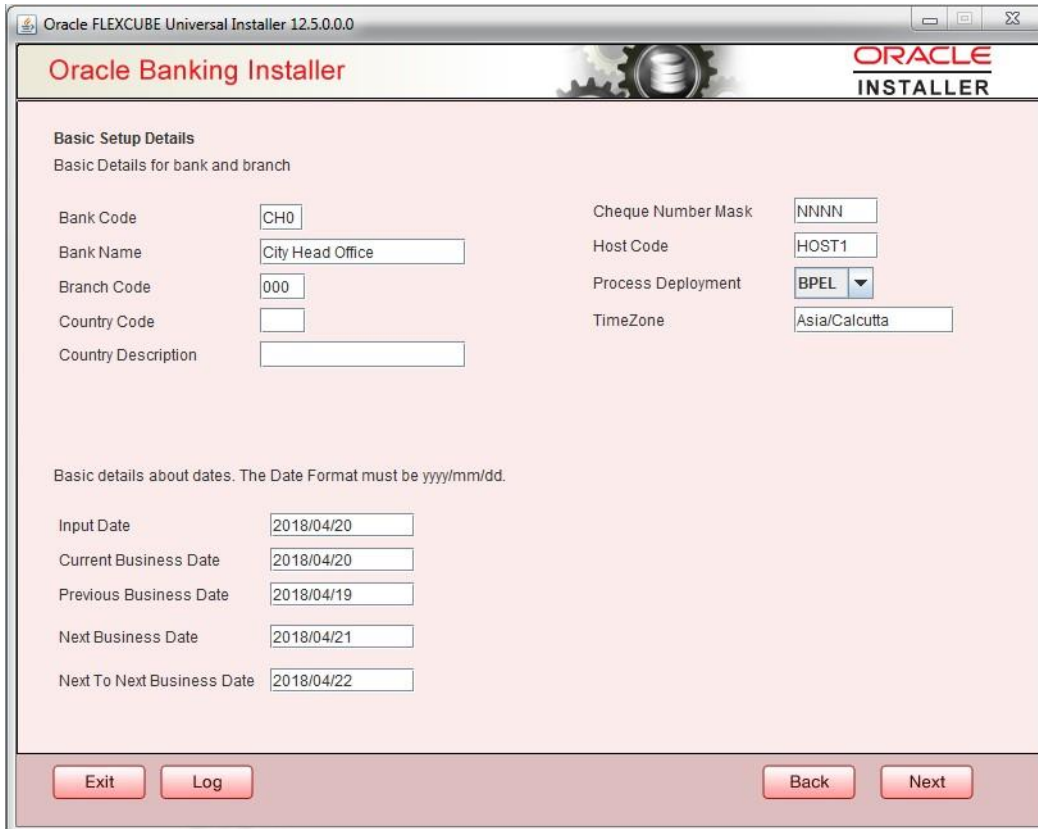 Oracle FLEXCUBE Universal Installer 12.5.0.0.0
Oracle Banking Installer
ORACLE
INSTALLER
Basic Setup Details
Basic Details for bank and branch
Bank Code CH0
Bank Name City Head Office
Branch Code 000
Country Code
Country Description
Cheque Number Mask NNNN
Host Code HOST1
Process Deployment BPEL
TimeZone Asia/Calcutta
Basic details about dates. The Date Format must be yyyy/mm/dd.
Input Date 2018/04/20
Current Business Date 2018/04/20
Previous Business Date 2018/04/19
Next Business Date 2018/04/21
Next To Next Business Date 2018/04/22
Exit Log Back Next